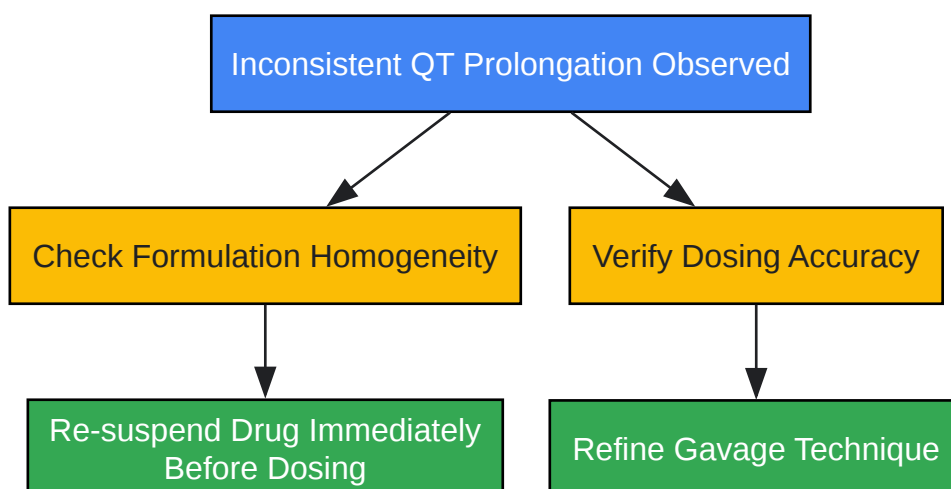 Inconsistent QT Prolongation Observed
Check Formulation Homogeneity
Verify Dosing Accuracy
Re-suspend Drug Immediately
Before Dosing
Refine Gavage Technique